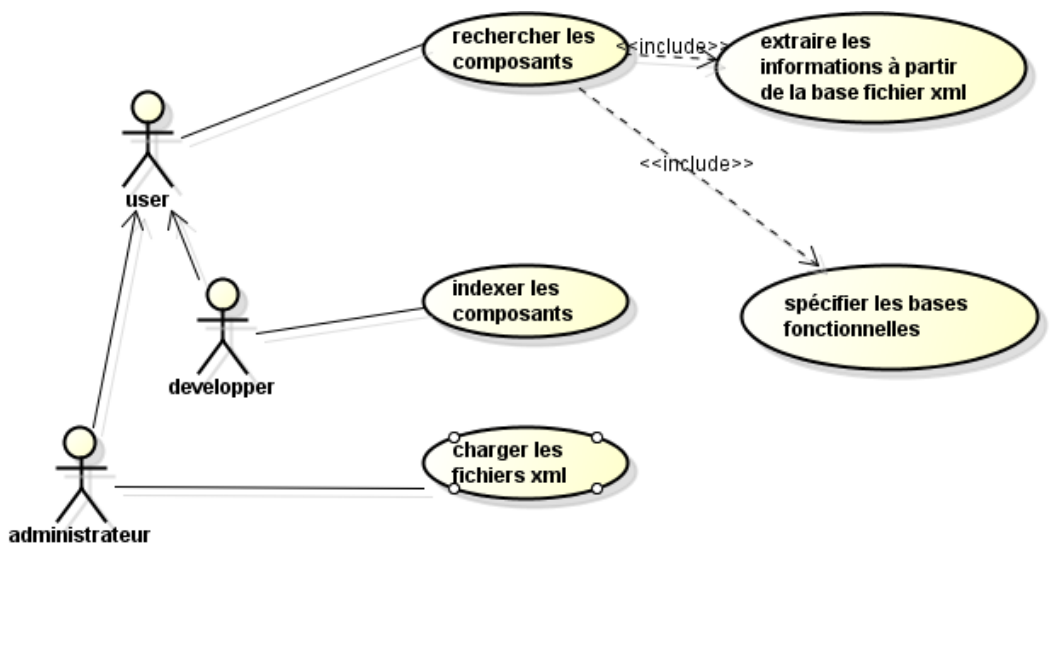 rechercher les
composants
<<include>>
extraire les
informations à partir
de la base fichier xml
<<include>>
user
indexer les
composants
spécifier les bases
fonctionnelles
developper
charger les
fichiers xml
administrateur